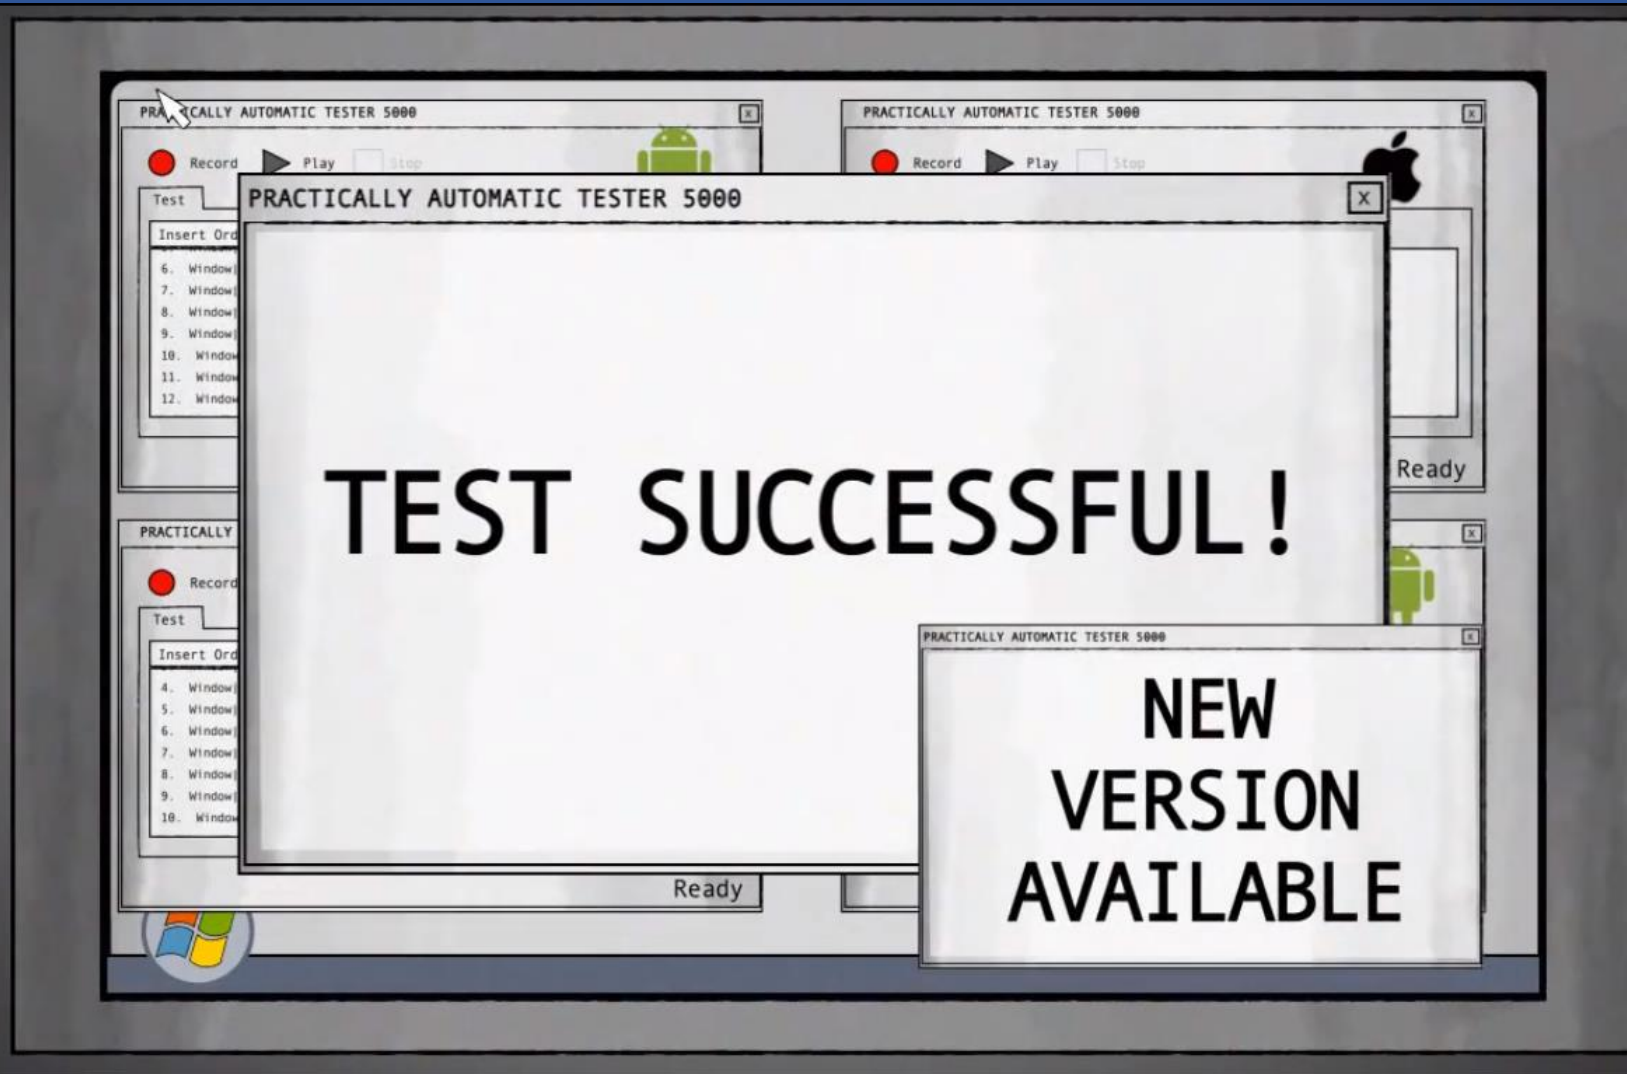 PRACTICALLY AUTOMATIC TESTER 5000
Record Play Stop
Test
Insert Ord
6. Window|
7. Window|
8. Window|
9. Window|
10. Window
11. Window
12. Window
PRACTICALLY AUTOMATIC TESTER 5000
Record Play Stop
Ready
PRACTICALLY AUTOMATIC TESTER 5000
TEST SUCCESSFUL!
PRACTICALLY
Record
Test
Insert Ord
4. Window|
5. Window|
6. Window|
7. Window|
8. Window|
9. Window|
10. Window
Ready
PRACTICALLY AUTOMATIC TESTER 5000
NEW
VERSION
AVAILABLE